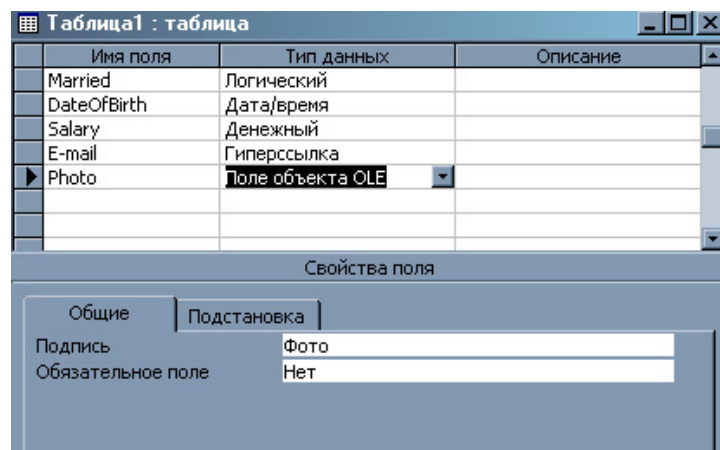 Таблица1 : таблица
Имя поля Тип данных Описание
Married Логический
DateOfBirth Дата/время
Salary Денежный
E-mail Гиперссылка
Photo Поле объекта OLE
Свойства поля
Общие Подстановка
Подпись Фото
Обязательное поле Нет